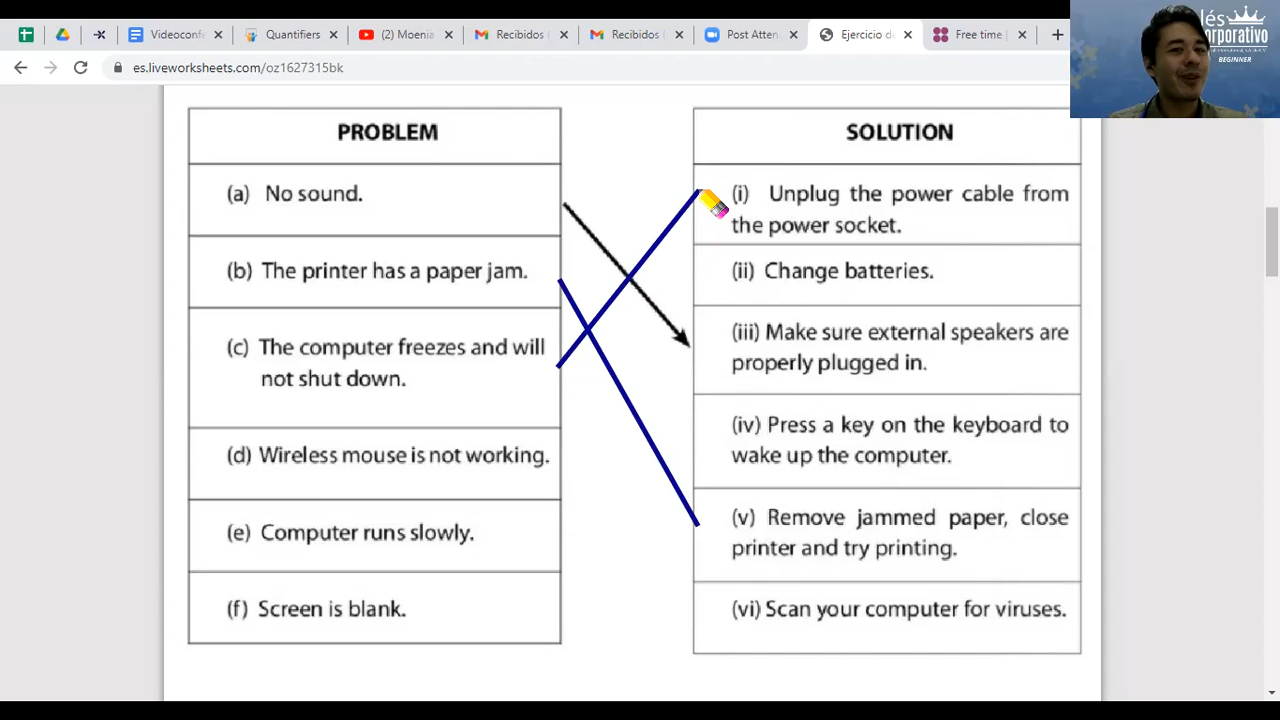 Videoconf
Quantifiers
(2) Moenia
Recibidos (
Recibidos (
Post Atten
Ejercicio de
Free time (
es.liveworksheets.com/oz1627315bk
lés
orporativo
BEGINNER
PROBLEM
(a) No sound.
(b) The printer has a paper jam.
(c) The computer freezes and will
not shut down.
(d) Wireless mouse is not working.
(e) Computer runs slowly.
(f) Screen is blank.
SOLUTION
(i) Unplug the power cable from
the power socket.
(ii) Change batteries.
(iii) Make sure external speakers are
properly plugged in.
(iv) Press a key on the keyboard to
wake up the computer.
(v) Remove jammed paper, close
printer and try printing.
(vi) Scan your computer for viruses.